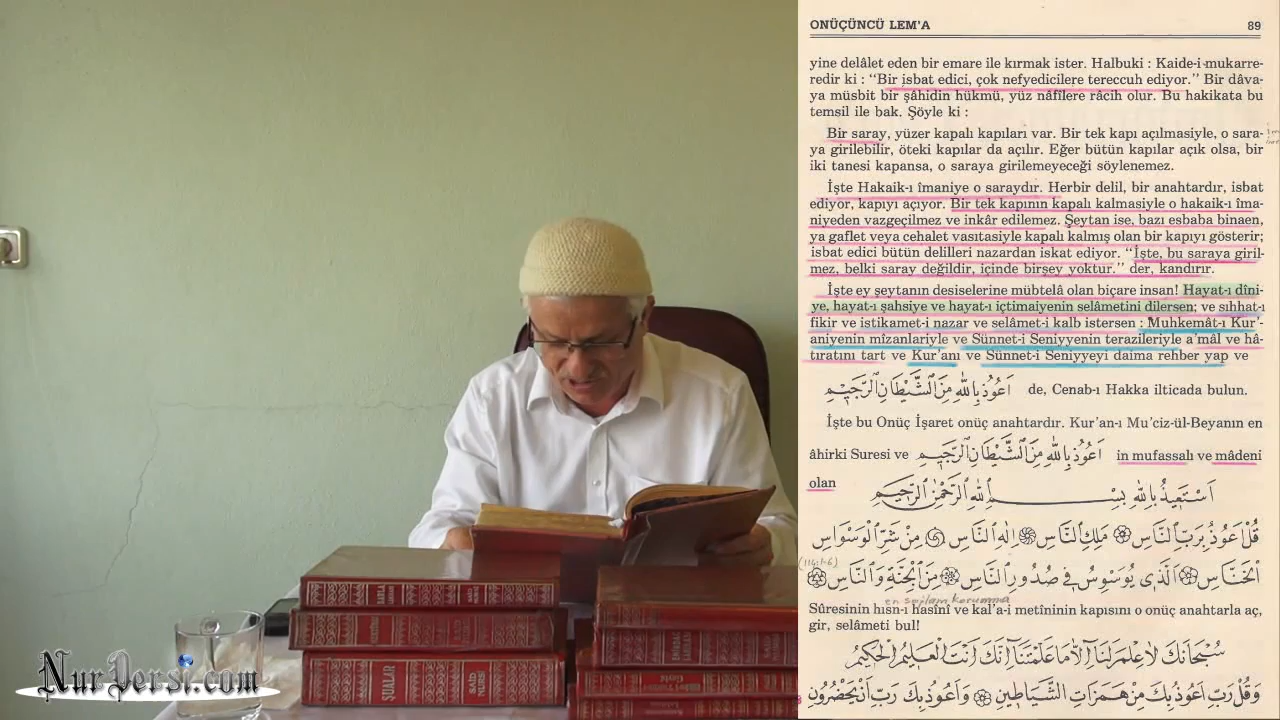 ONÜÇÜNCÜ LEM'A 89
yine delâlet eden bir emare ile kırmak ister. Halbuki : Kaide-i mukarre-
redir ki : "Bir isbat edici, çok nefyedicilere tereccuh ediyor." Bir dâva-
ya müsbit bir şâhidin hükmü, yüz nâfîlere râcih olur. Bu hakikata bu
temsil ile bak. Şöyle ki :
Bir saray, yüzer kapalı kapıları var. Bir tek kapı açılmasiyle, o sara-
ya girilebilir, öteki kapılar da açılır. Eğer bütün kapılar açık olsa, bir
iki tanesi kapansa, o saraya girilemeyeceği söylenemez.
İşte Hakaik-ı îmaniye o saraydır. Herbir delil, bir anahtardır, isbat
ediyor, kapıyı açıyor. Bir tek kapının kapalı kalmasiyle o hakaik-ı îma-
niyeden vazgeçilmez ve inkâr edilemez. Şeytan ise, bazı esbaba binaen,
ya gaflet veya cehalet vasıtasiyle kapalı kalmış olan bir kapıyı gösterir;
isbat edici bütün delilleri nazardan iskat ediyor. "İşte, bu saraya giril-
mez, belki saray değildir, içinde birşey yoktur." der, kandırır.
İşte ey şeytanın desiselerine mübtelâ olan biçare insan! Hayat-ı dîni-
ye, hayat-ı şahsiye ve hayat-ı içtimaiyenin selâmetini dilersen; ve sıhhat-ı
fikir ve istikamet-i nazar ve selâmet-i kalb istersen : Muhkemât-ı Kur'-
aniyenin mîzanlariyle ve Sünnet-i Seniyyenin terazileriyle a'mâl ve hâ-
tıratını tart ve Kur'anı ve Sünnet-i Seniyyeyi daima rehber yap ve
اَعُوذُ بِاللّٰهِ مِنَ الشَّيْطَانِ الرَّجِيمِ de, Cenab-ı Hakka ilticada bulun.
İşte bu Onüç İşaret onüç anahtardır. Kur'an-ı Mu'ciz-ül-Beyanın en
âhirki Suresi ve اَعُوذُ بِاللّٰهِ مِنَ الشَّيْطَانِ الرَّجِيمِ in mufassalı ve mâdeni
olan اَسْتَعِيذُ بِاللّٰهِ بِسْمِ اللّٰهِ الرَّحْمٰنِ الرَّحِيمِ
قُلْ اَعُوذُ بِرَبِّ النَّاسِ مَلِكِ النَّاسِ اِلٰهِ النَّاسِ مِنْ شَرِّ الْوَسْوَاسِ
الْخَنَّاسِ اَلَّذِى يُوَسْوِسُ فِى صُدُورِ النَّاسِ مِنَ الْجِنَّةِ وَالنَّاسِ
(114:1-6)
en sağlam korunma
Sûresinin hısn-ı hasînî ve kal'a-i metîninin kapısını o onüç anahtarla aç,
gir, selâmeti bul!
سُبْحَانَكَ لَا عِلْمَ لَنَا اِلَّا مَا عَلَّمْتَنَا اِنَّكَ اَنْتَ الْعَلِيمُ الْحَكِيمُ
وَقُلْ رَبِّ اَعُوذُ بِكَ مِنْ هَمَزَاتِ الشَّيَاطِينِ وَاَعُوذُ بِكَ رَبِّ اَنْ يَحْضُرُونِ
ŞUALAR
SAİD NURSİ
NurDersi.com